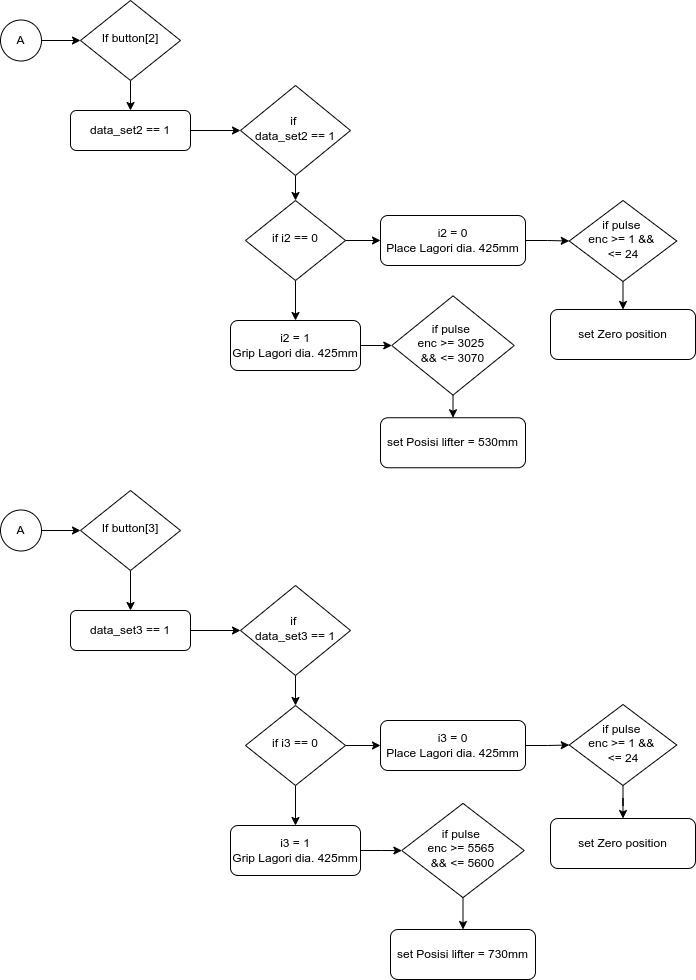 A
If button[2]
data_set2 == 1
if
data_set2 == 1
if i2 == 0
i2 = 0
Place Lagori dia. 425mm
if pulse
enc >= 1 &&
<= 24
set Zero position
i2 = 1
Grip Lagori dia. 425mm
if pulse
enc >= 3025
&& <= 3070
set Posisi lifter = 530mm
A
If button[3]
data_set3 == 1
if
data_set3 == 1
if i3 == 0
i3 = 0
Place Lagori dia. 425mm
if pulse
enc >= 1 &&
<= 24
set Zero position
i3 = 1
Grip Lagori dia. 425mm
if pulse
enc >= 5565
&& <= 5600
set Posisi lifter = 730mm